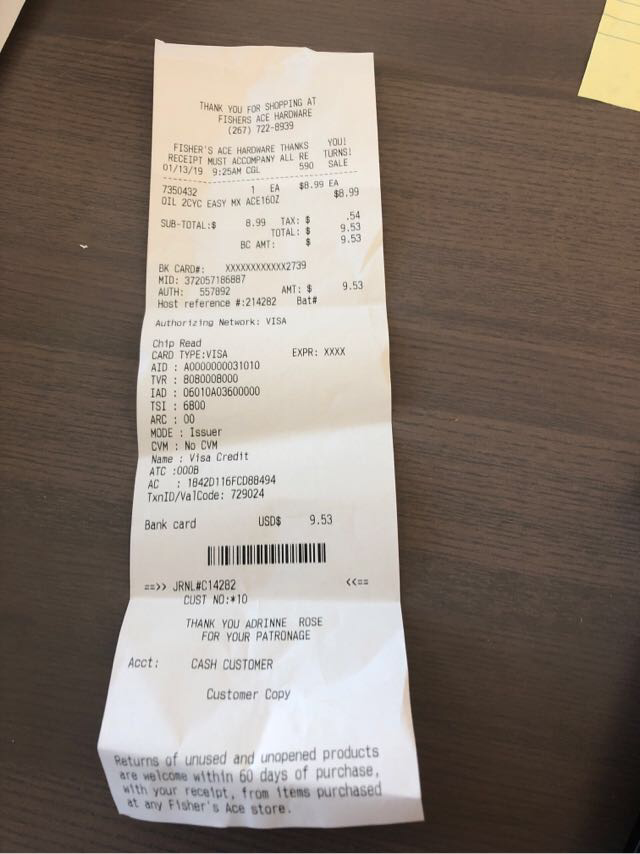 THANK YOU FOR SHOPPING AT
FISHERS ACE HARDWARE
(267) 722-8939
FISHER'S ACE HARDWARE THANKS YOU!
RECEIPT MUST ACCOMPANY ALL RE TURNS!
01/13/19 9:25AM CGL 590 SALE
7350432 1 EA $8.99 EA
OIL 2CYC EASY MX ACE16OZ $8.99
SUB-TOTAL:$ 8.99 TAX: $ .54
TOTAL: $ 9.53
BC AMT: $ 9.53
BK CARD#: XXXXXXXXXXXX2739
MID: 372057186887
AUTH: 557892 AMT: $ 9.53
Host reference #:214282 Bat#
Authorizing Network: VISA
Chip Read
CARD TYPE:VISA EXPR: XXXX
AID : A0000000031010
TVR : 8080008000
IAD : 06010A03600000
TSI : 6800
ARC : 00
MODE : Issuer
CVM : No CVM
Name : Visa Credit
ATC :000B
AC : 1842D116FCD88494
TxnID/ValCode: 729024
Bank card USD$ 9.53
==>> JRNL#C14282 <<==
CUST NO:*10
THANK YOU ADRINNE ROSE
FOR YOUR PATRONAGE
Acct: CASH CUSTOMER
Customer Copy
Returns of unused and unopened products
are welcome within 60 days of purchase,
with your receipt, from items purchased
at any Fisher's Ace store.